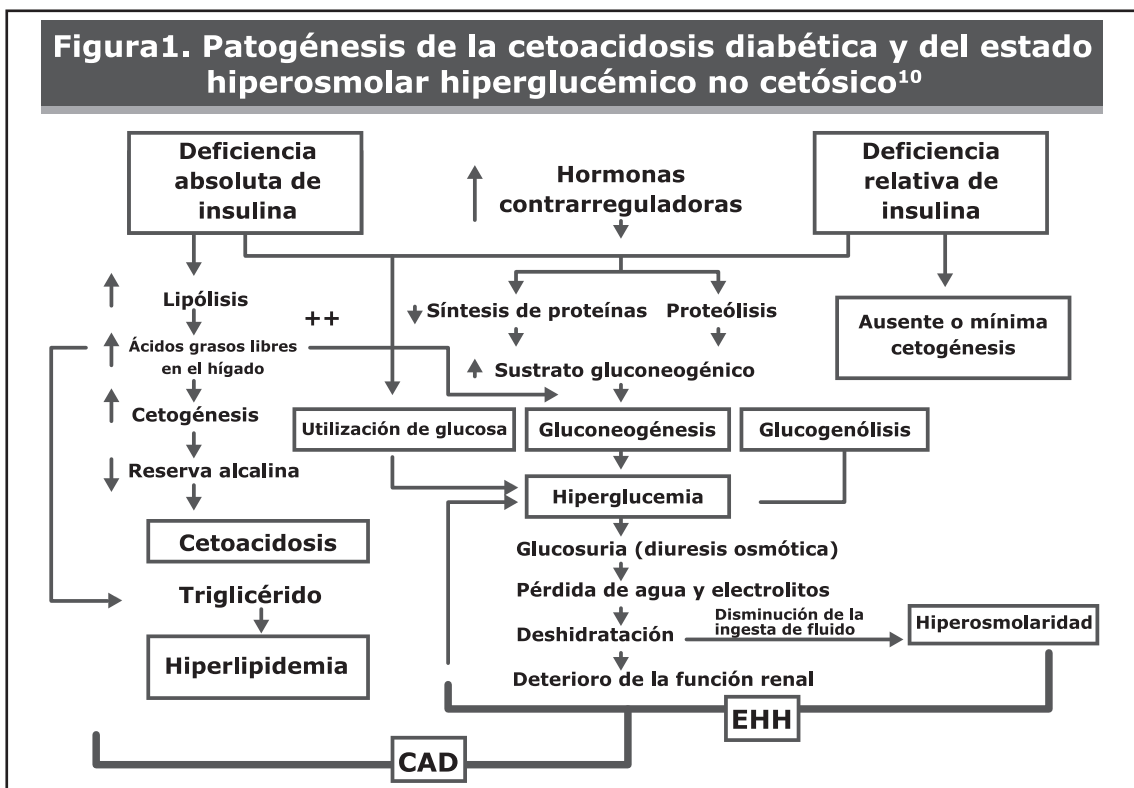 Figura1. Patogénesis de la cetoacidosis diabética y del estado
hiperosmolar hiperglucémico no cetósico10
Deficiencia
absoluta de
insulina
Hormonas
contrarreguladoras
Deficiencia
relativa de
insulina
Lipólisis
++
Síntesis de proteínas
Proteólisis
Ausente o mínima
cetogénesis
Ácidos grasos libres
en el hígado
Sustrato gluconeogénico
Cetogénesis
Utilización de glucosa
Gluconeogénesis
Glucogenólisis
Reserva alcalina
Hiperglucemia
Cetoacidosis
Glucosuria (diuresis osmótica)
Triglicérido
Pérdida de agua y electrolitos
Disminución de la
ingesta de fluido
Hiperosmolaridad
Deshidratación
Hiperlipidemia
Deterioro de la función renal
EHH
CAD